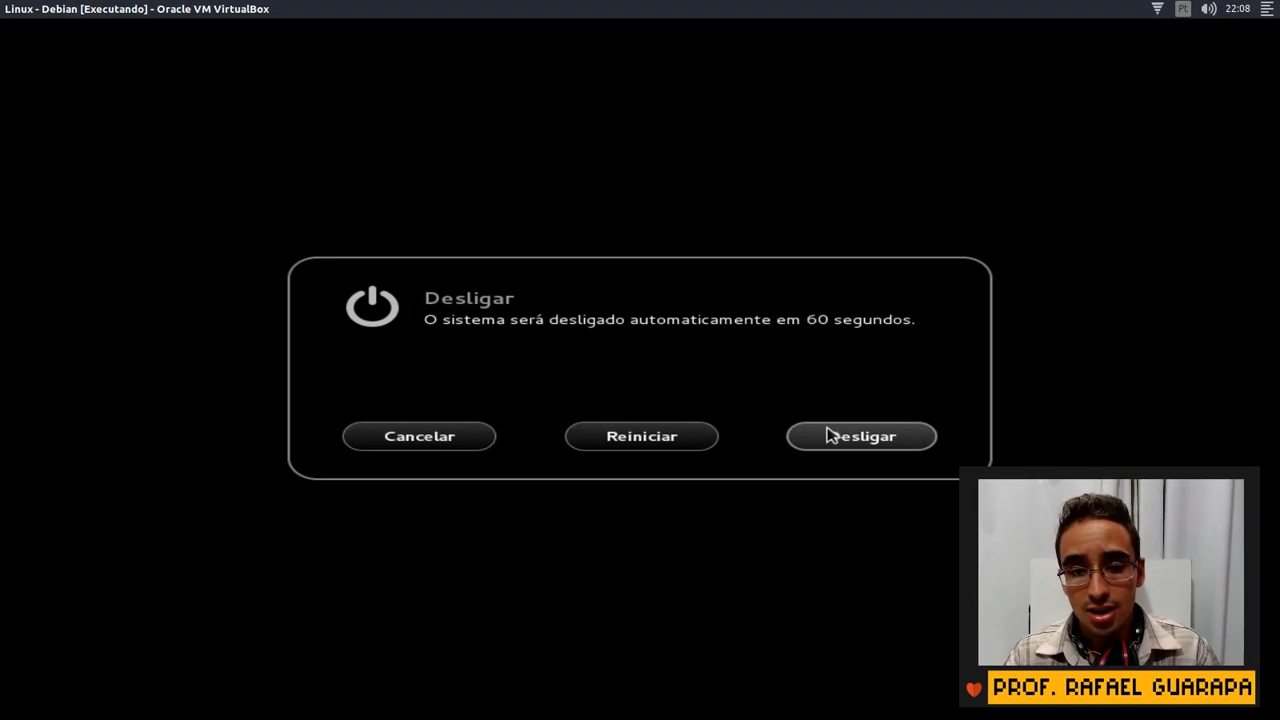 Linux - Debian [Executando] - Oracle VM VirtualBox
Pt
22:08
Desligar
O sistema será desligado automaticamente em 60 segundos.
Cancelar
Reiniciar
Desligar
PROF. RAFAEL GUARAPA